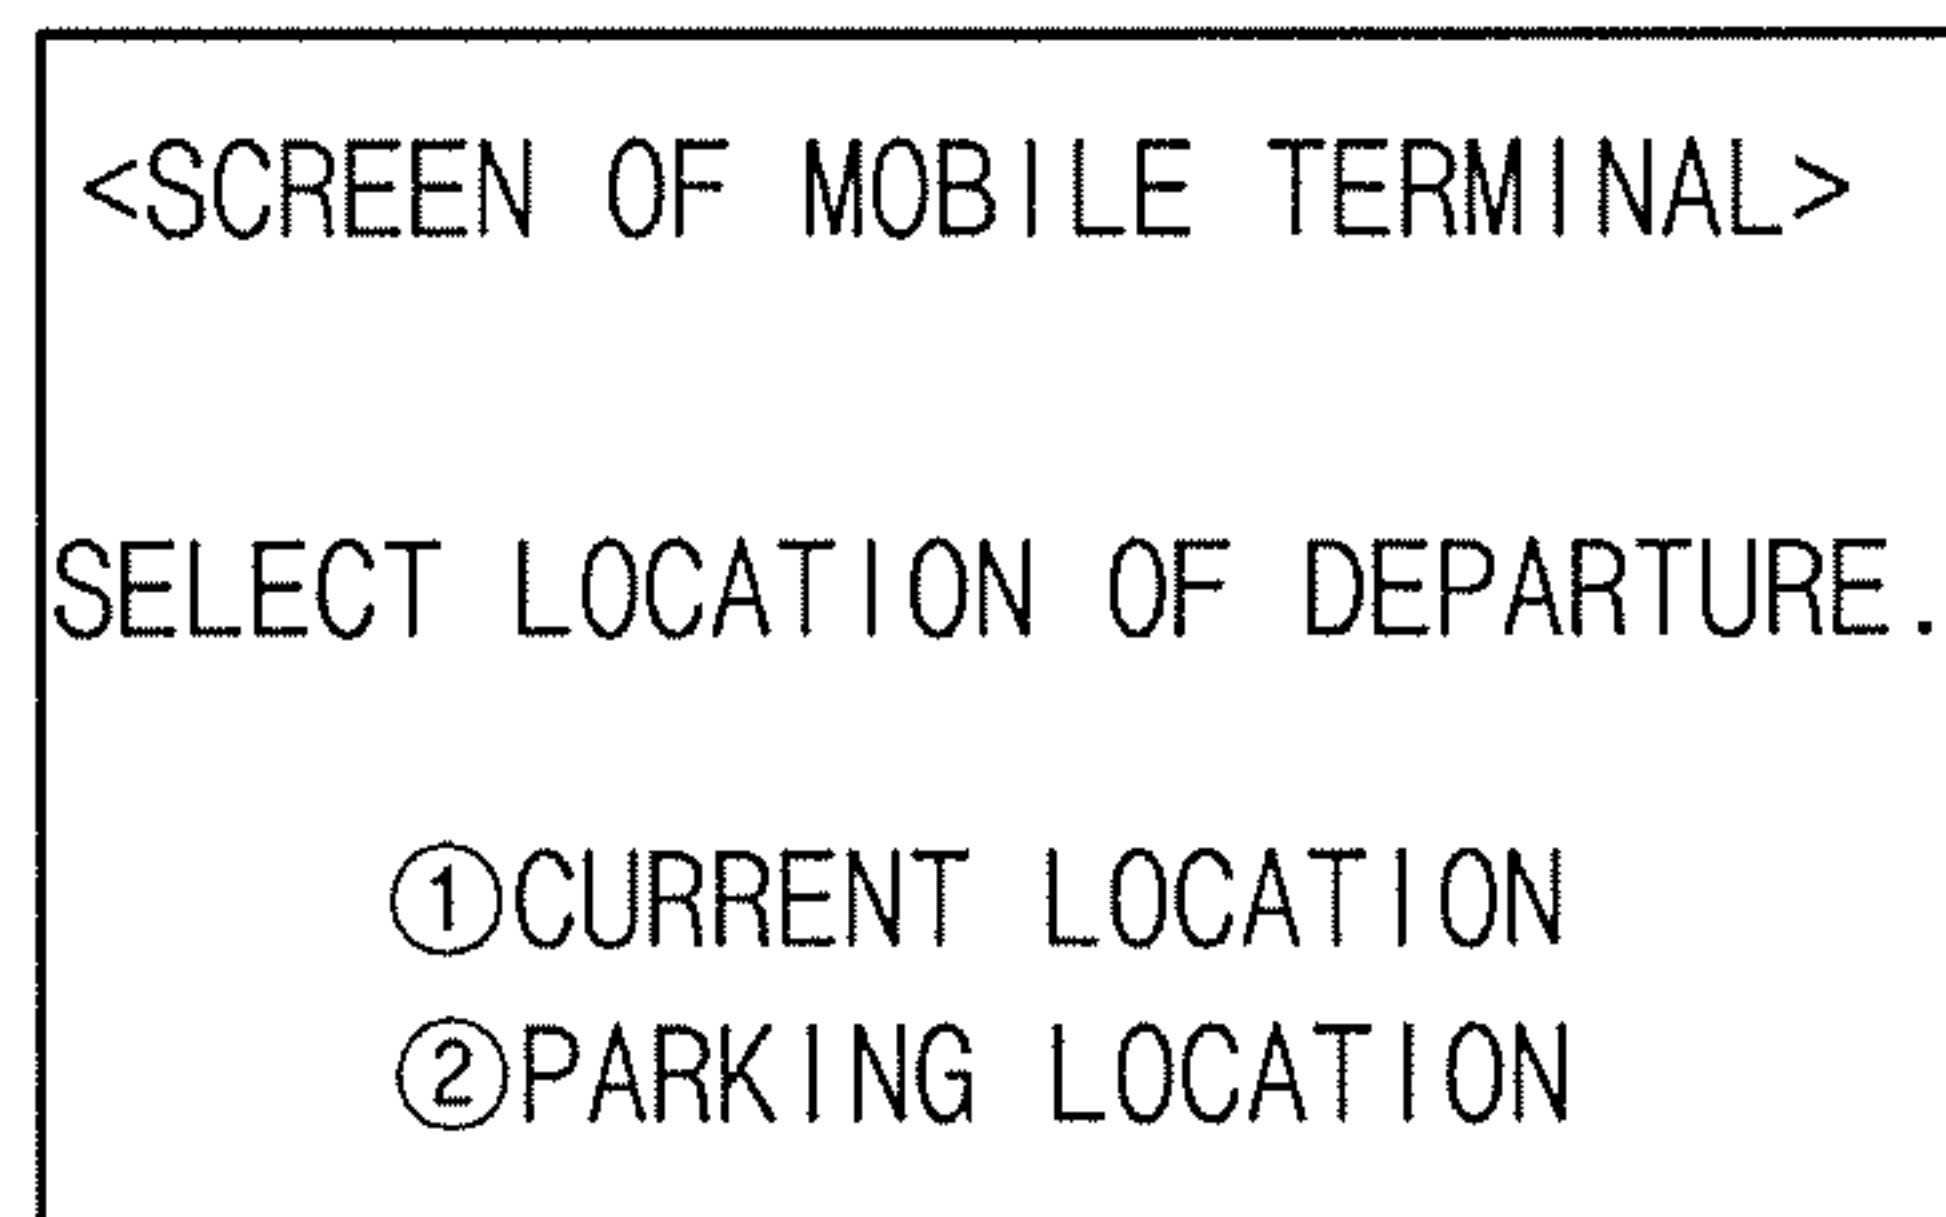 <SCREEN OF MOBILE TERMINAL>
SELECT LOCATION OF DEPARTURE.
①CURRENT LOCATION
②PARKING LOCATION